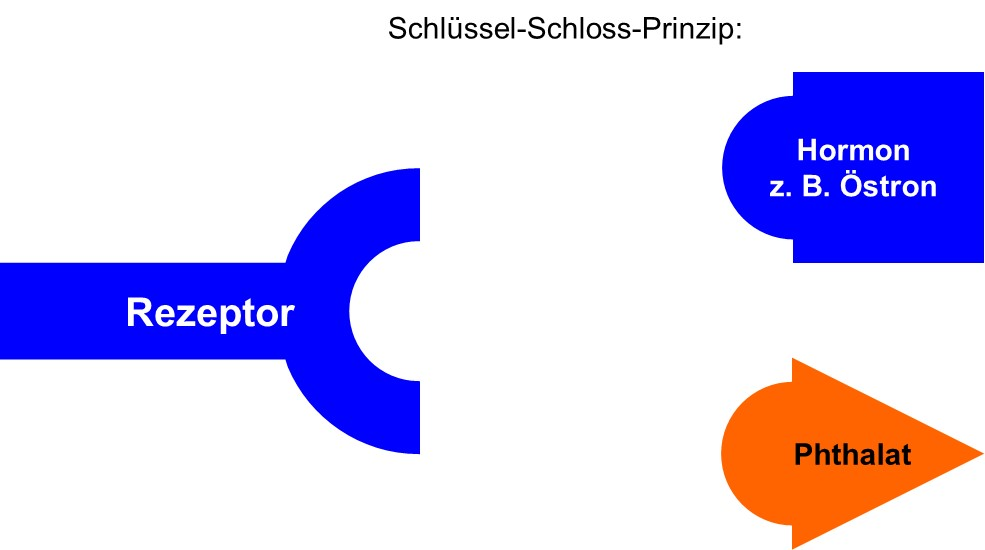 Schlüssel-Schloss-Prinzip:
Hormon
z. B. Östron
Rezeptor
Phthalat